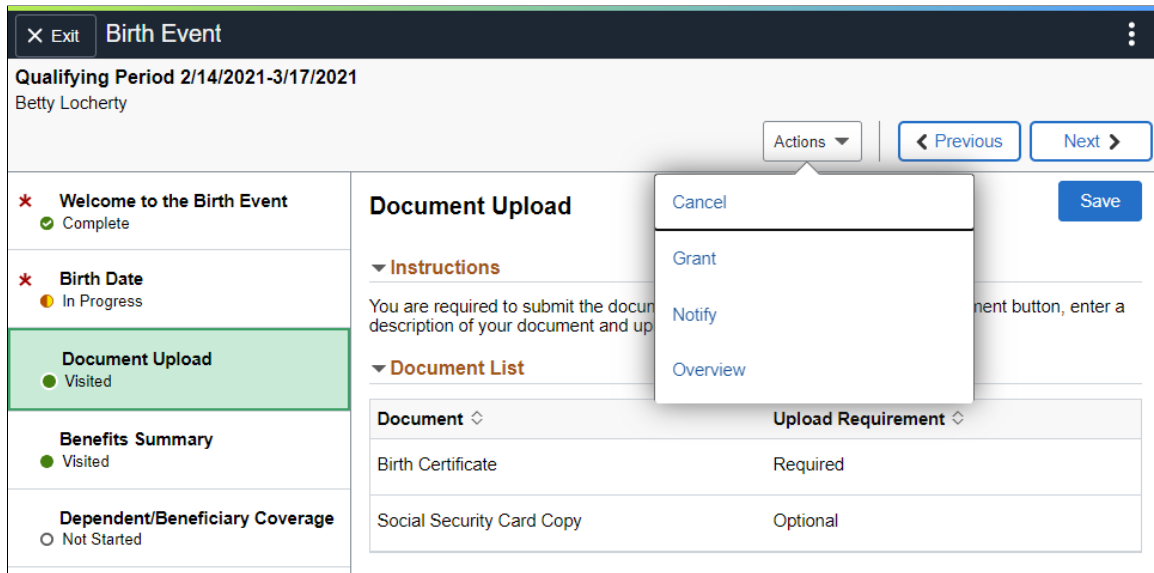 Exit
Birth Event
Qualifying Period 2/14/2021-3/17/2021
Betty Locherty
Actions
Previous
Next
Welcome to the Birth Event
Complete
Birth Date
In Progress
Document Upload
Visited
Benefits Summary
Visited
Dependent/Beneficiary Coverage
Not Started
Document Upload
Save
Cancel
Grant
Notify
Overview
Instructions
You are required to submit the button, enter a
description of your document and
Document List
Document Upload Requirement
Birth Certificate Required
Social Security Card Copy Optional